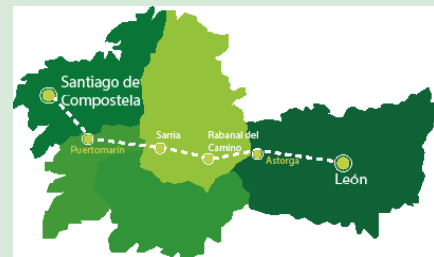 Santiago de
Compostela
Puertomarín
Sarria
Rabanal del
Camino
Astorga
León